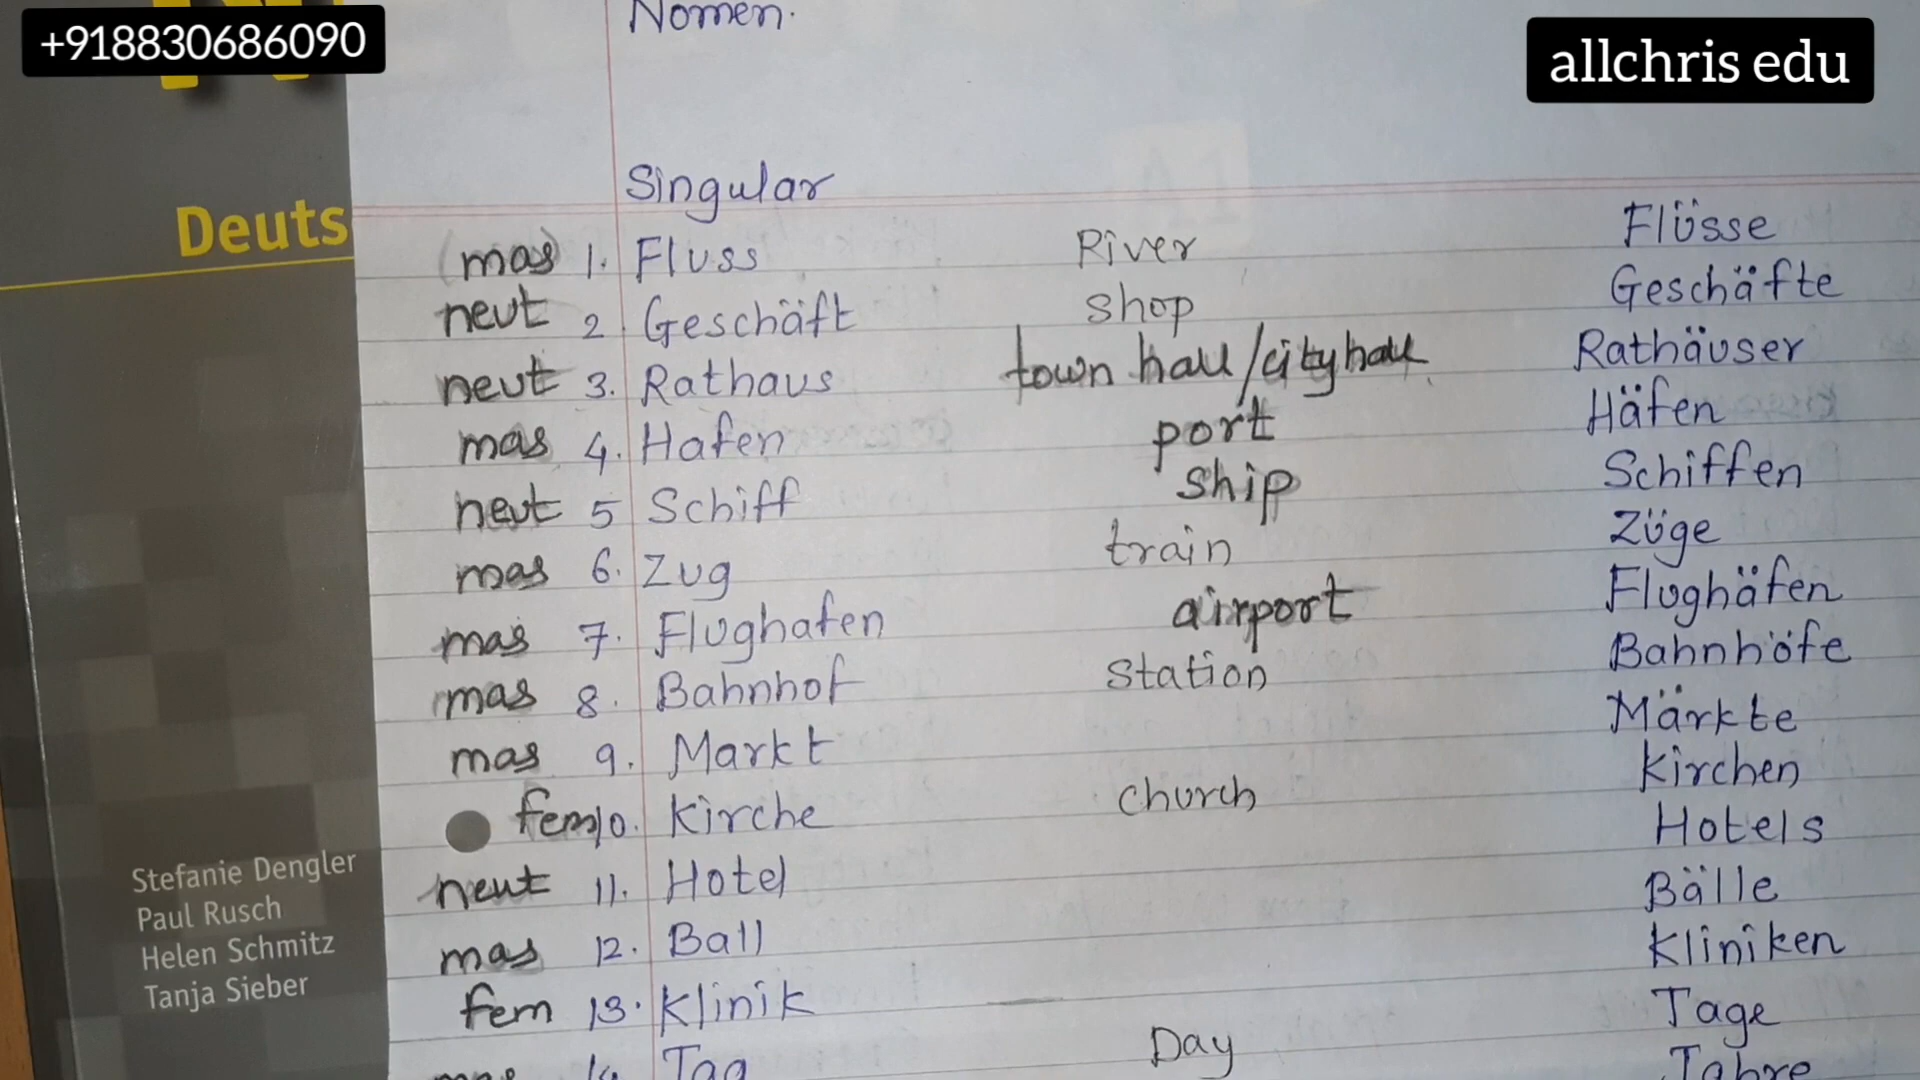 +918830686090
allchris edu
Nomen.
Deuts
Singular
(mas) 1. Fluss River Flüsse
neut 2. Geschäft shop Geschäfte
neut 3. Rathaus town hall/city hall Rathäuser
mas 4. Hafen port Häfen
neut 5 Schiff ship Schiffen
mas 6. Zug train Züge
mas 7. Flughafen airport Flughäfen
mas 8. Bahnhof station Bahnhöfe
mas 9. Markt Märkte
fem 10. Kirche church Kirchen
neut 11. Hotel Hotels
mas 12. Ball Bälle
fem 13. Klinik Kliniken
mas 14 Tag Day Tage
Jahre
Stefanie Dengler
Paul Rusch
Helen Schmitz
Tanja Sieber